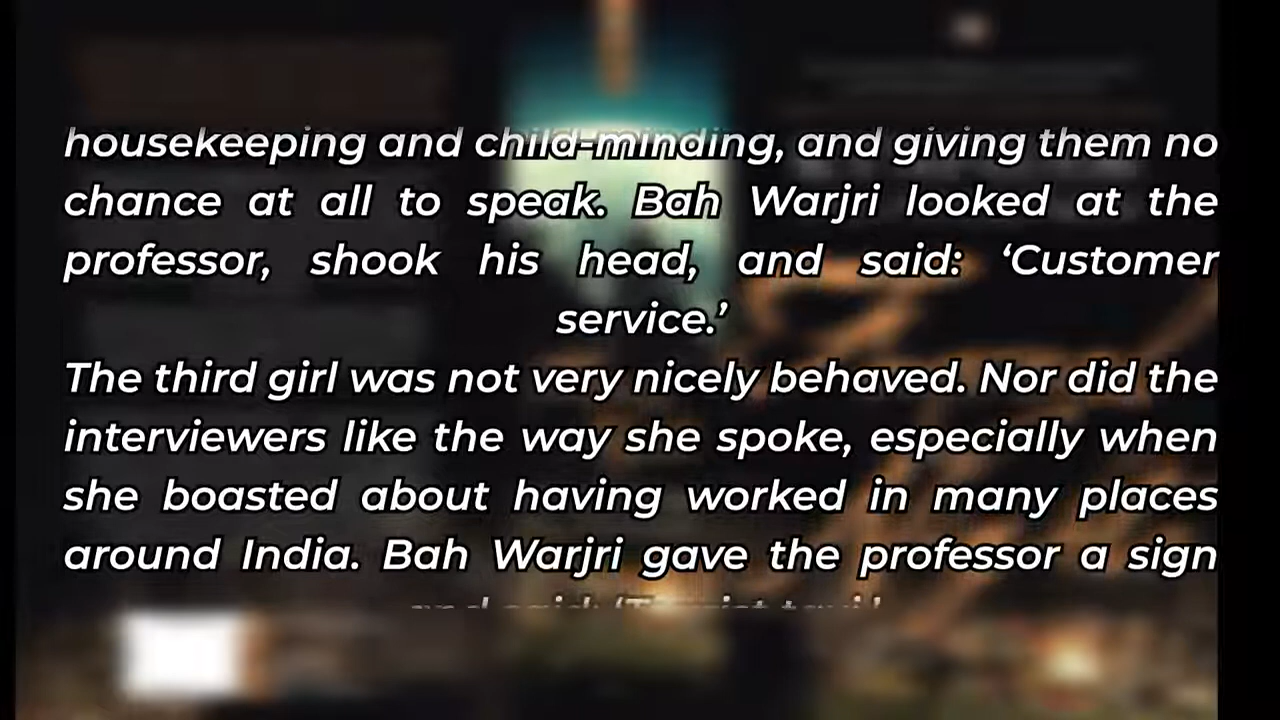 housekeeping and child-minding, and giving them no
chance at all to speak. Bah Warjri looked at the
professor, shook his head, and said: ‘Customer
service.’
The third girl was not very nicely behaved. Nor did the
interviewers like the way she spoke, especially when
she boasted about having worked in many places
around India. Bah Warjri gave the professor a sign